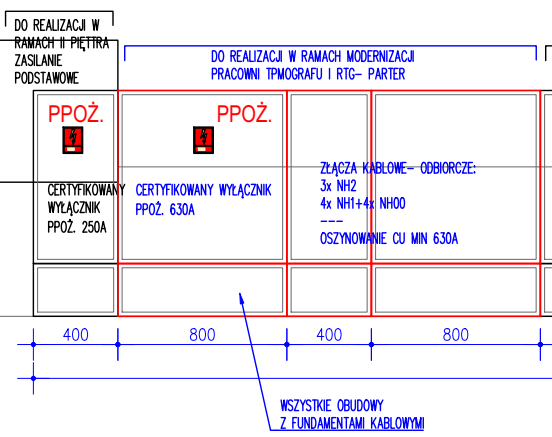 DO REALIZACJI W
RAMACH II PIĘTTRA
ZASILANIE
PODSTAWOWE
DO REALIZACJI W RAMACH MODERNIZACJI
PRACOWNI TPMOGRAFU I RTG- PARTER
PPOŻ.
PPOŻ.
CERTYFIKOWANY
WYŁĄCZNIK
PPOŻ. 250A
CERTYFIKOWANY WYŁĄCZNIK
PPOŻ. 630A
ZŁĄCZA KABLOWE- ODBIORCZE:
3x NH2
4x NH1+4x NH00
---
OSZYNOWANIE CU MIN 630A
400
800
400
800
WSZYSTKIE OBUDOWY
Z FUNDAMENTAMI KABLOWYMI